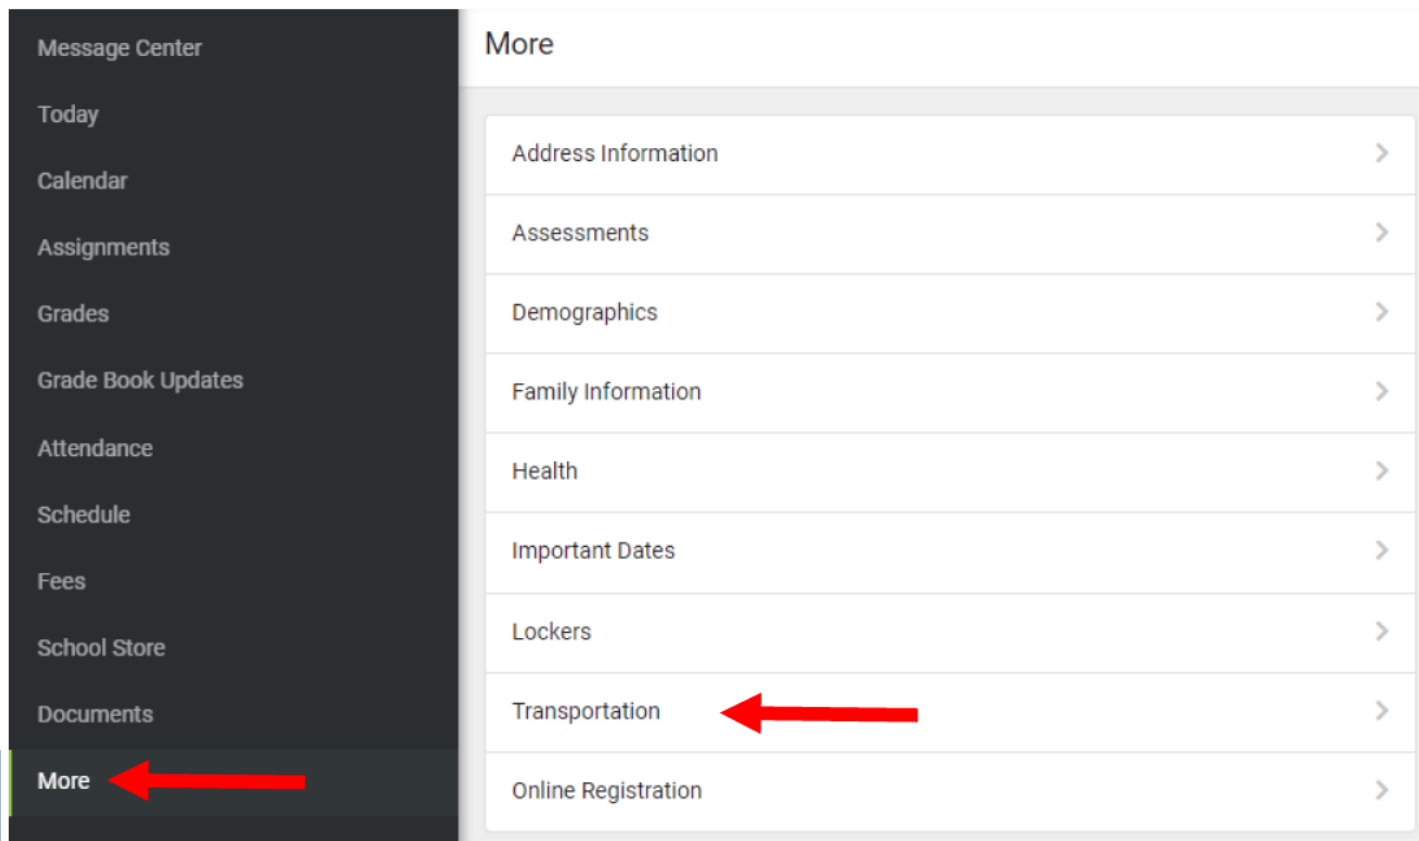 Message Center
Today
Calendar
Assignments
Grades
Grade Book Updates
Attendance
Schedule
Fees
School Store
Documents
More
More
Address Information
Assessments
Demographics
Family Information
Health
Important Dates
Lockers
Transportation
Online Registration